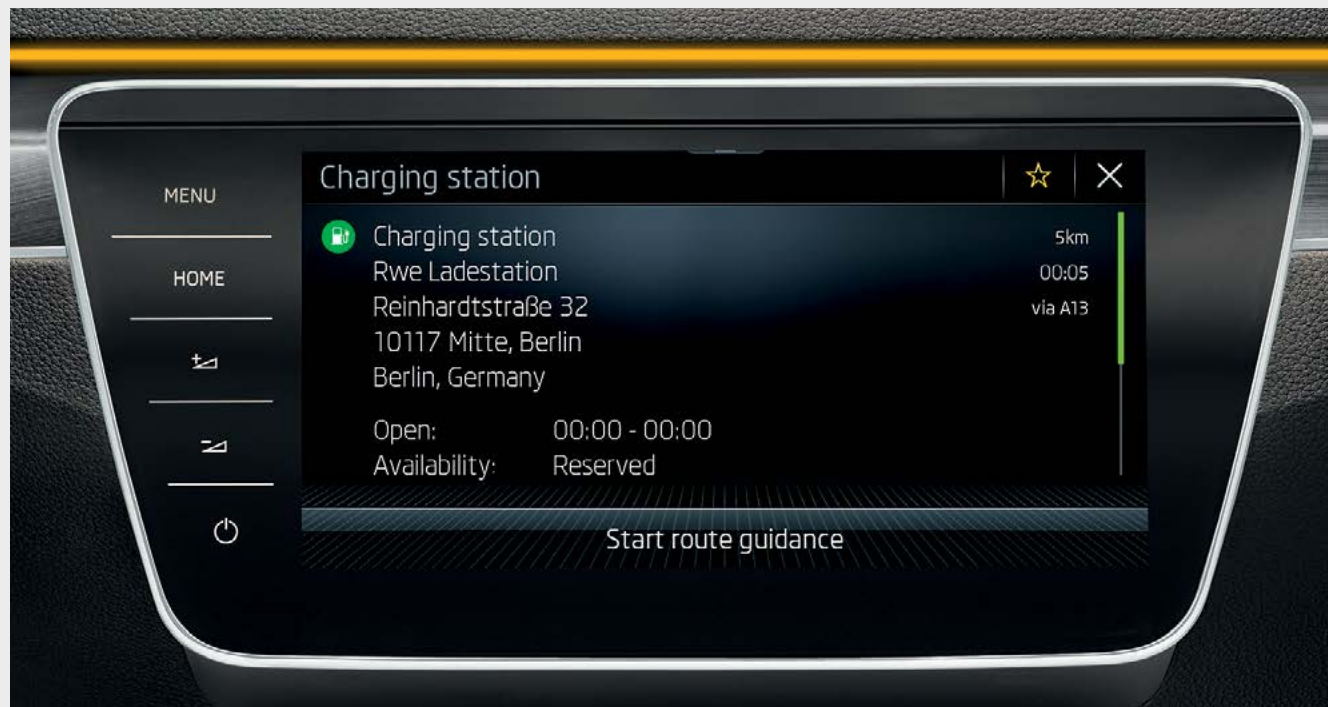 MENU
HOME
Charging station
Charging station
5km
Rwe Ladestation
00:05
Reinhardtstraße 32
via A13
10117 Mitte, Berlin
Berlin, Germany
Open: 00:00 - 00:00
Availability: Reserved
Start route guidance